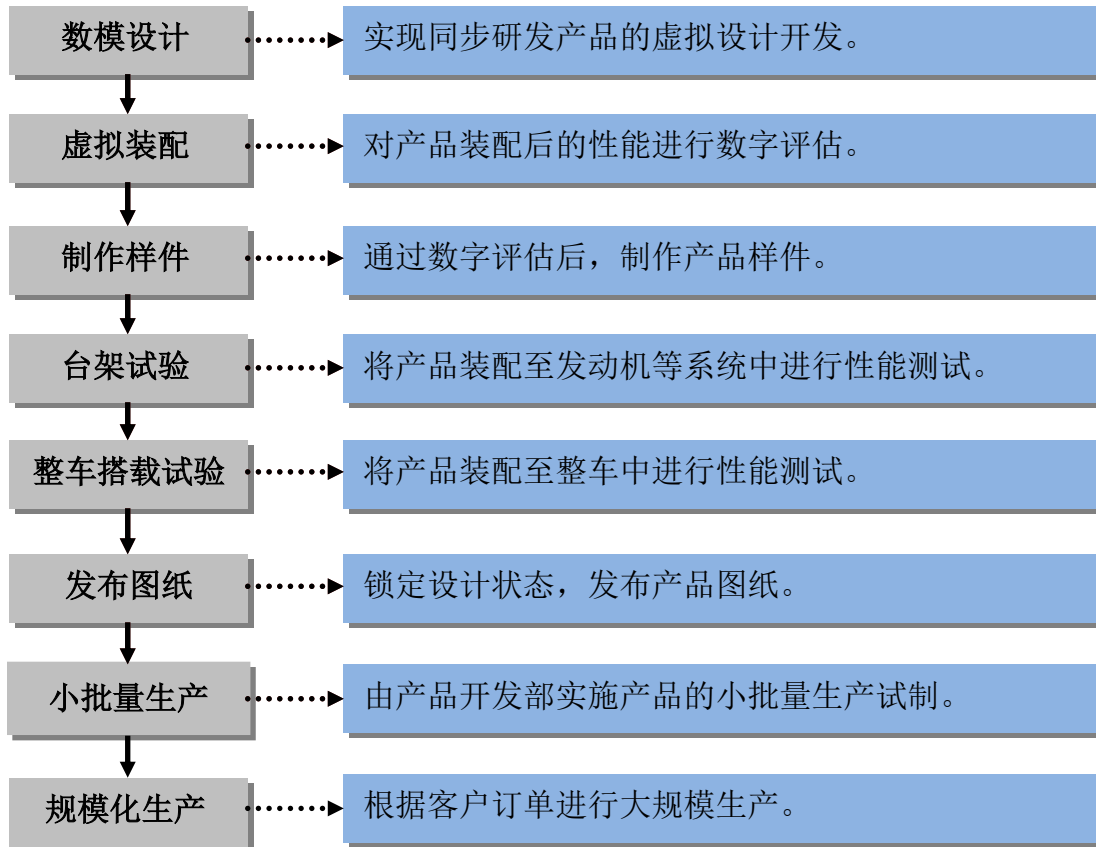 数模设计
实现同步研发产品的虚拟设计开发。
虚拟装配
对产品装配后的性能进行数字评估。
制作样件
通过数字评估后，制作产品样件。
台架试验
将产品装配至发动机等系统中进行性能测试。
整车搭载试验
将产品装配至整车中进行性能测试。
发布图纸
锁定设计状态，发布产品图纸。
小批量生产
由产品开发部实施产品的小批量生产试制。
规模化生产
根据客户订单进行大规模生产。